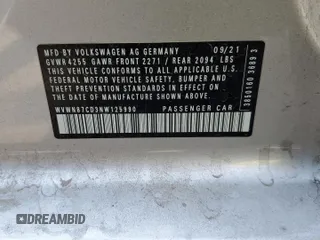 MFD. BY VOLKSWAGEN AG GERMANY 09/21
GVWR 4255 GAWR FRONT 2271 / REAR 2094 LBS
THIS VEHICLE CONFORMS TO ALL APPLICABLE
FEDERAL MOTOR VEHICLE SAFETY, BUMPER AND
THEFT PREVENTION STANDARDS IN EFFECT ON THE
DATE OF MANUFACTURE SHOWN ABOVE
WVWN87CD3NW125990 PASSENGER CAR
DREAMBID